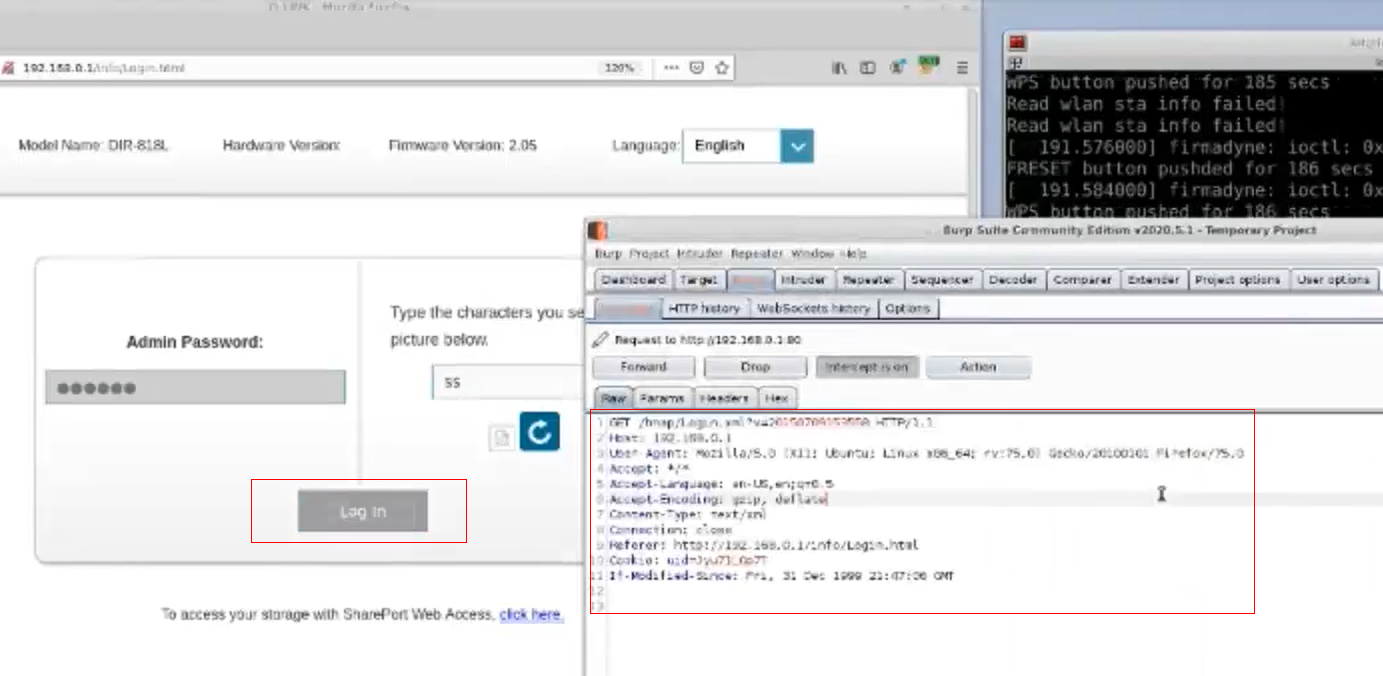 D-LINK - Mozilla Firefox
192.168.0.1/info/Login.html
120%
Model Name: DIR-818L
Hardware Version:
Firmware Version: 2.05
Language:
English
Admin Password:
Type the characters you se
picture below.
ss
Log In
To access your storage with SharePort Web Access, click here.
WPS button pushed for 185 secs
Read wlan sta info failed!
Read wlan sta info failed!
[  191.576000] firmadyne: ioctl: 0x
FRESET button pushded for 186 secs
[  191.584000] firmadyne: ioctl: 0x
WPS button pushed for 186 secs
Burp Suite Community Edition v2020.5.1 - Temporary Project
Burp Project Intruder Repeater Window Help
Dashboard Target Intruder Repeater Sequencer Decoder Comparer Extender Project options User options
HTTP history WebSockets history Options
Request to http://192.168.0.1:80
Forward Drop Intercept is on Action
Raw Params Headers Hex
1 GET HTTP/1.1
2 Host: 192.168.0.1
3 User-Agent: Mozilla/5.0 (X11; Ubuntu; Linux x86_64; rv:75.0) Gecko/20100101 Firefox/75.0
4 Accept: */*
5 Accept-Language: en-US,en;q=0.5
6 Accept-Encoding: gzip, deflate
7 Content-Type: text/xml
8 Connection: close
9 Referer: http://192.168.0.1/info/Login.html
10 Cookie:
11 If-Modified-Since: Fri, 31 Dec 1999 21:47:06 GMT
12
13